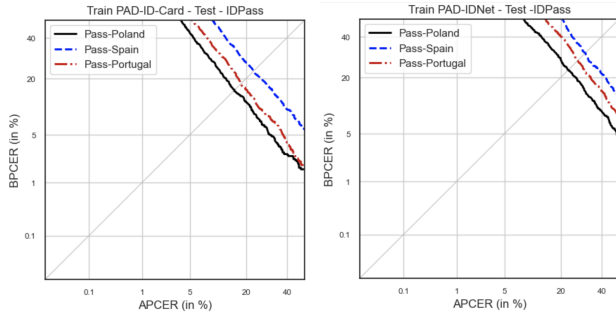 Train PAD-ID-Card - Test - IDPass
Pass-Poland
Pass-Spain
Pass-Portugal
40
20
5
1
0.1
BPCER (in %)
0.1
1
5
20
40
APCER (in %)
Train PAD-IDNet - Test -IDPass
Pass-Poland
Pass-Spain
Pass-Portugal
40
20
5
1
0.1
BPCER (in %)
0.1
1
5
20
40
APCER (in %)